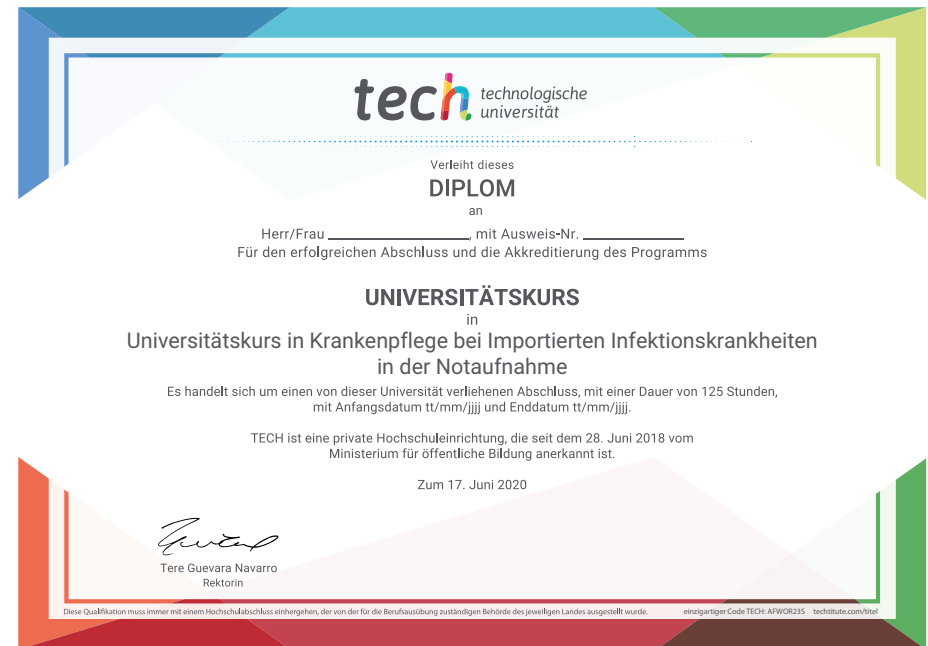 tech technologische
universität
Verleiht dieses
DIPLOM
an
Herr/Frau ____________________, mit Ausweis-Nr. ______________
Für den erfolgreichen Abschluss und die Akkreditierung des Programms
UNIVERSITÄTSKURS
in
Universitätskurs in Krankenpflege bei Importierten Infektionskrankheiten
in der Notaufnahme
Es handelt sich um einen von dieser Universität verliehenen Abschluss, mit einer Dauer von 125 Stunden,
mit Anfangsdatum tt/mm/jjjj und Enddatum tt/mm/jjjj.
TECH ist eine private Hochschuleinrichtung, die seit dem 28. Juni 2018 vom
Ministerium für öffentliche Bildung anerkannt ist.
Zum 17. Juni 2020
Tere Guevara Navarro
Rektorin
Diese Qualifikation muss immer mit einem Hochschulabschluss einhergehen, der von der für die Berufsausübung zuständigen Behörde des jeweiligen Landes ausgestellt wurde. einzigartiger Code TECH: AFWOR23S techtitute.com/titel